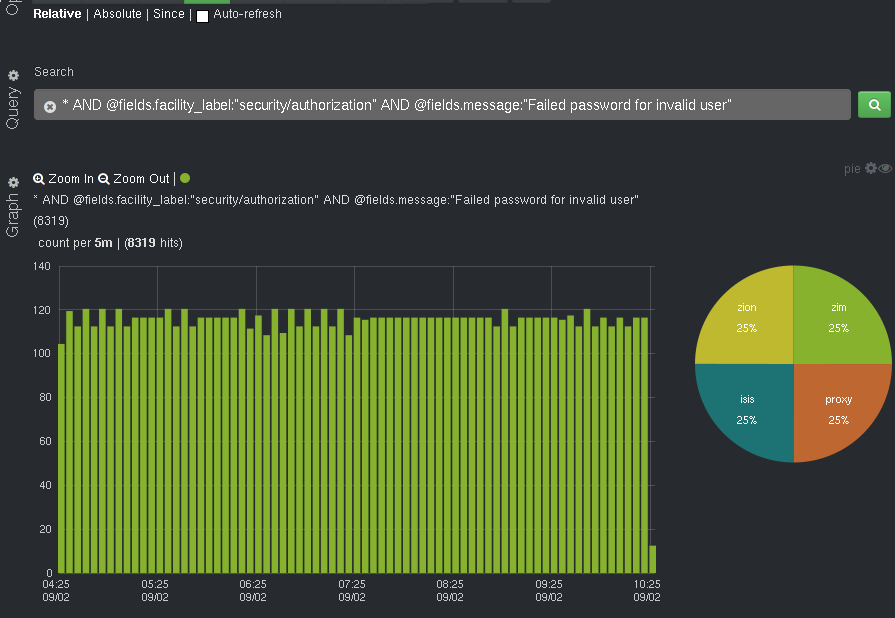 Op
Relative | Absolute | Since | Auto-refresh
Query
Search
* AND @fields.facility_label:"security/authorization" AND @fields.message:"Failed password for invalid user"
Graph
pie
Zoom In Zoom Out |
* AND @fields.facility_label:"security/authorization" AND @fields.message:"Failed password for invalid user"
(8319)
count per 5m | (8319 hits)
140
120
100
80
60
40
20
0
04:25 05:25 06:25 07:25 08:25 09:25 10:25
09/02 09/02 09/02 09/02 09/02 09/02 09/02
zion zim
25% 25%
isis proxy
25% 25%